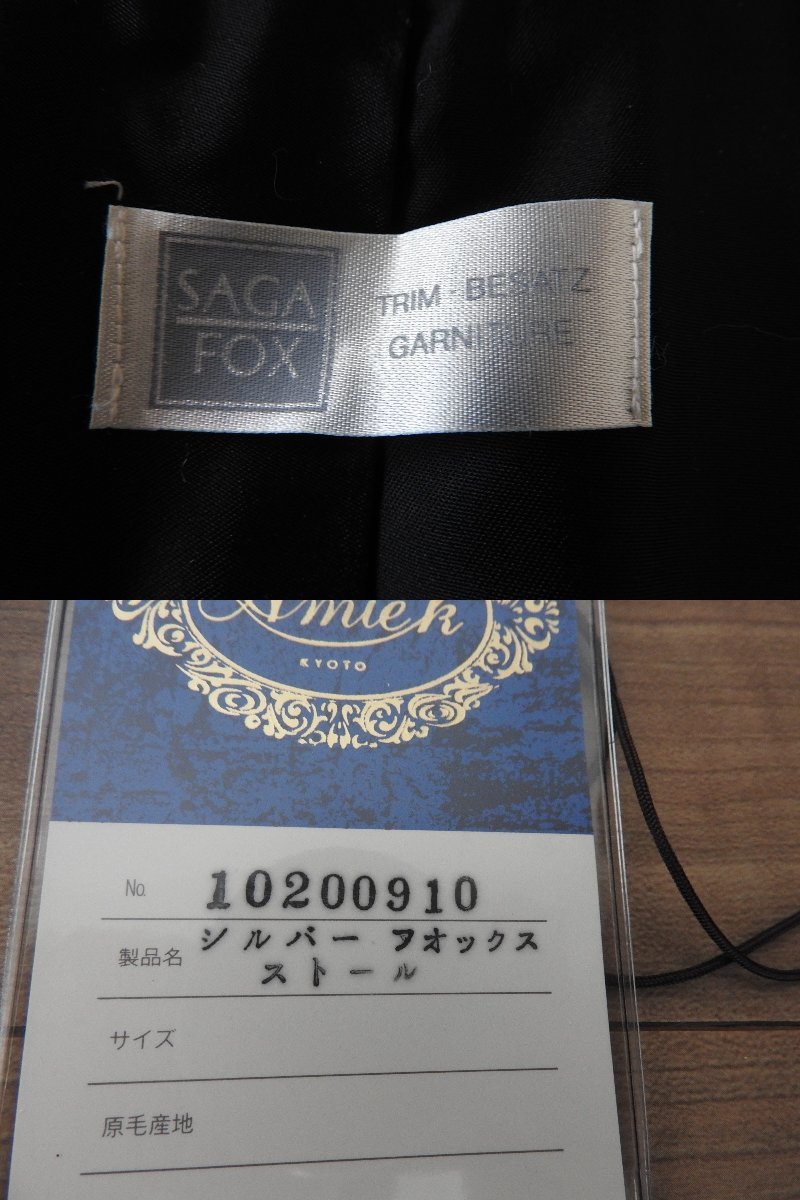 SAGA
FOX
TRIM - BESATZ
GARNITURE
Amlek
KYOTO
No. 10200910
製品名 シルバー フオックス
ストール
サイズ
原毛産地